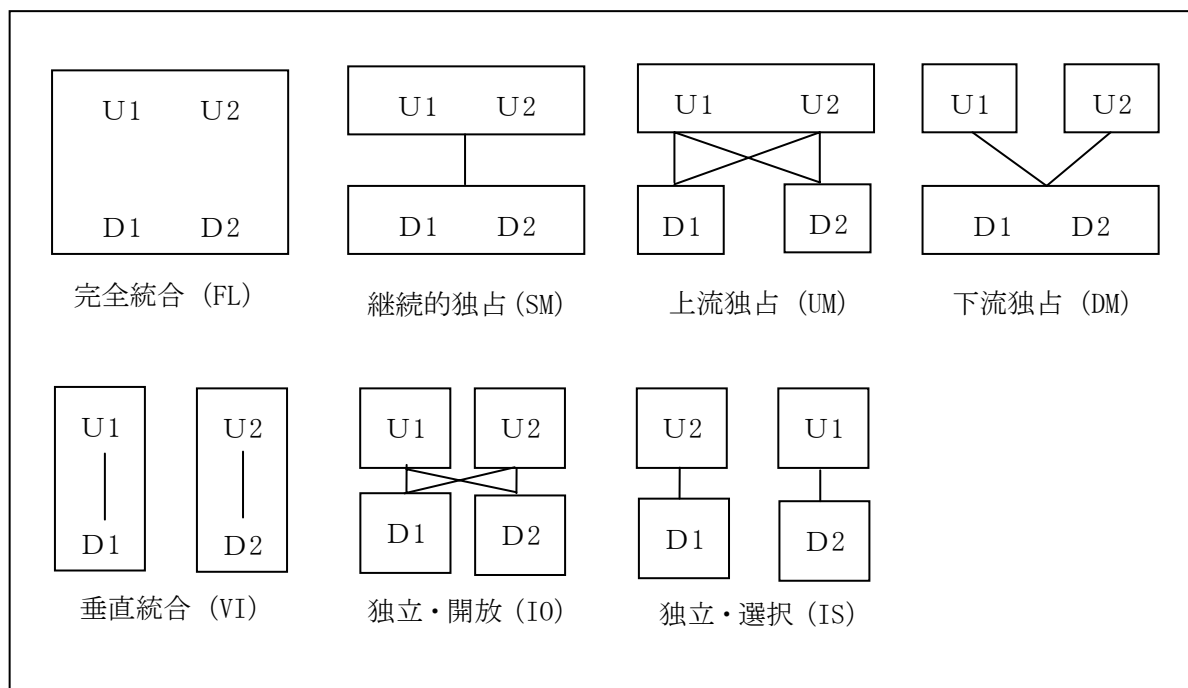 U1 U2
U1 U2
U1 U2
U1 U2
D1 D2
D1 D2
D1 D2
D1 D2
完全統合 (FL)
継続的独占 (SM)
上流独占 (UM)
下流独占 (DM)
U1 U2
U1 U2
U2 U1
D1 D2
D1 D2
D1 D2
垂直統合 (VI)
独立・開放 (IO)
独立・選択 (IS)